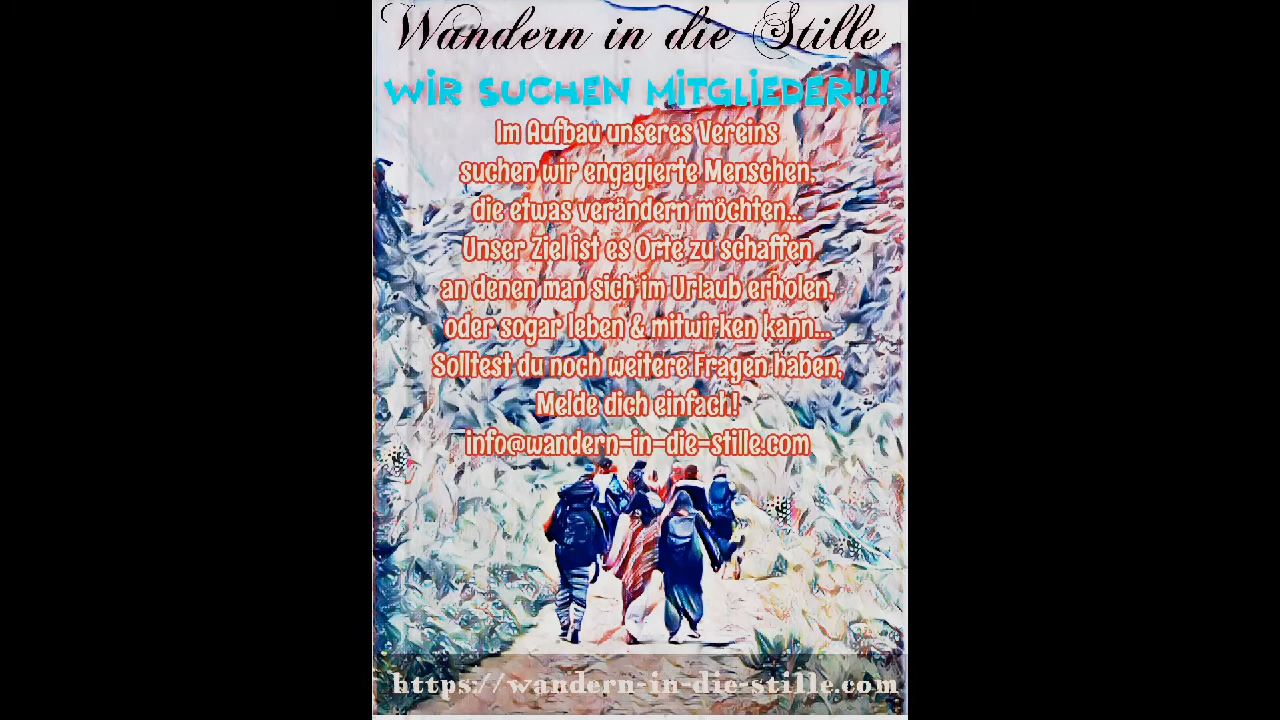 Wandern in die Stille
WIR SUCHEN MITGLIEDER!!!
Im Aufbau unseres Vereins
suchen wir engagierte Menschen,
die etwas verändern möchten...
Unser Ziel ist es Orte zu schaffen,
an denen man sich im Urlaub erholen,
oder sogar leben & mitwirken kann...
Solltest du noch weitere Fragen haben,
Melde dich einfach!
info@wandern-in-die-stille.com
https://wandern-in-die-stille.com